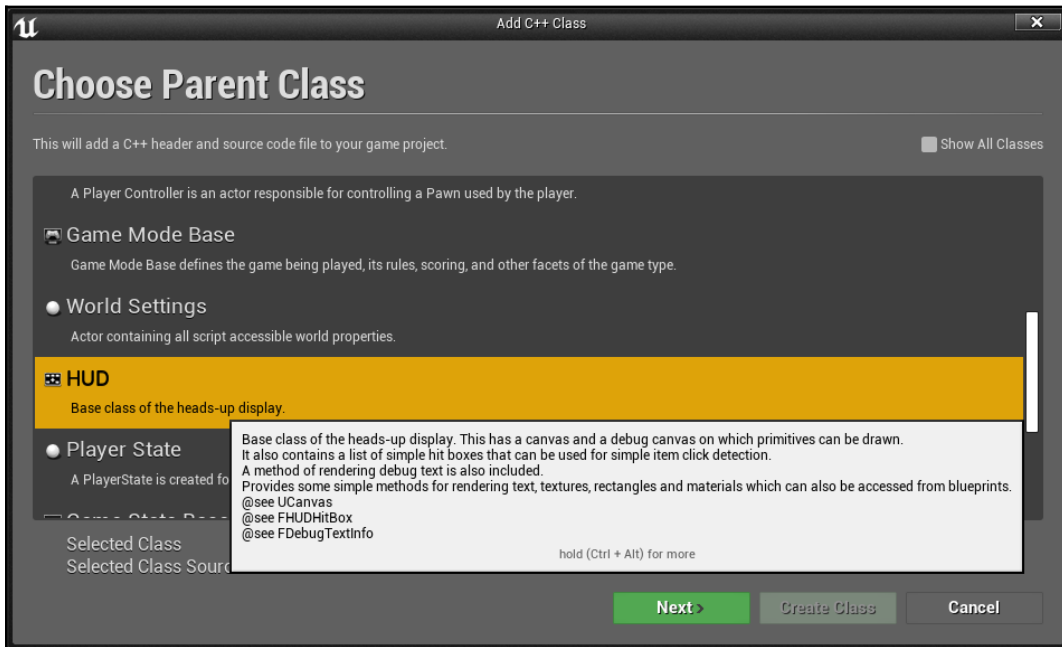 Add C++ Class
Choose Parent Class
This will add a C++ header and source code file to your game project.
Show All Classes
A Player Controller is an actor responsible for controlling a Pawn used by the player.
Game Mode Base
Game Mode Base defines the game being played, its rules, scoring, and other facets of the game type.
World Settings
Actor containing all script accessible world properties.
HUD
Base class of the heads-up display.
Player State
A PlayerState is created fo
Base class of the heads-up display. This has a canvas and a debug canvas on which primitives can be drawn.
It also contains a list of simple hit boxes that can be used for simple item click detection.
A method of rendering debug text is also included.
Provides some simple methods for rendering text, textures, rectangles and materials which can also be accessed from blueprints.
@see UCanvas
@see FHUDHitBox
@see FDebugTextInfo
hold (Ctrl + Alt) for more
Selected Class
Selected Class Sourc
Next
Create Class
Cancel